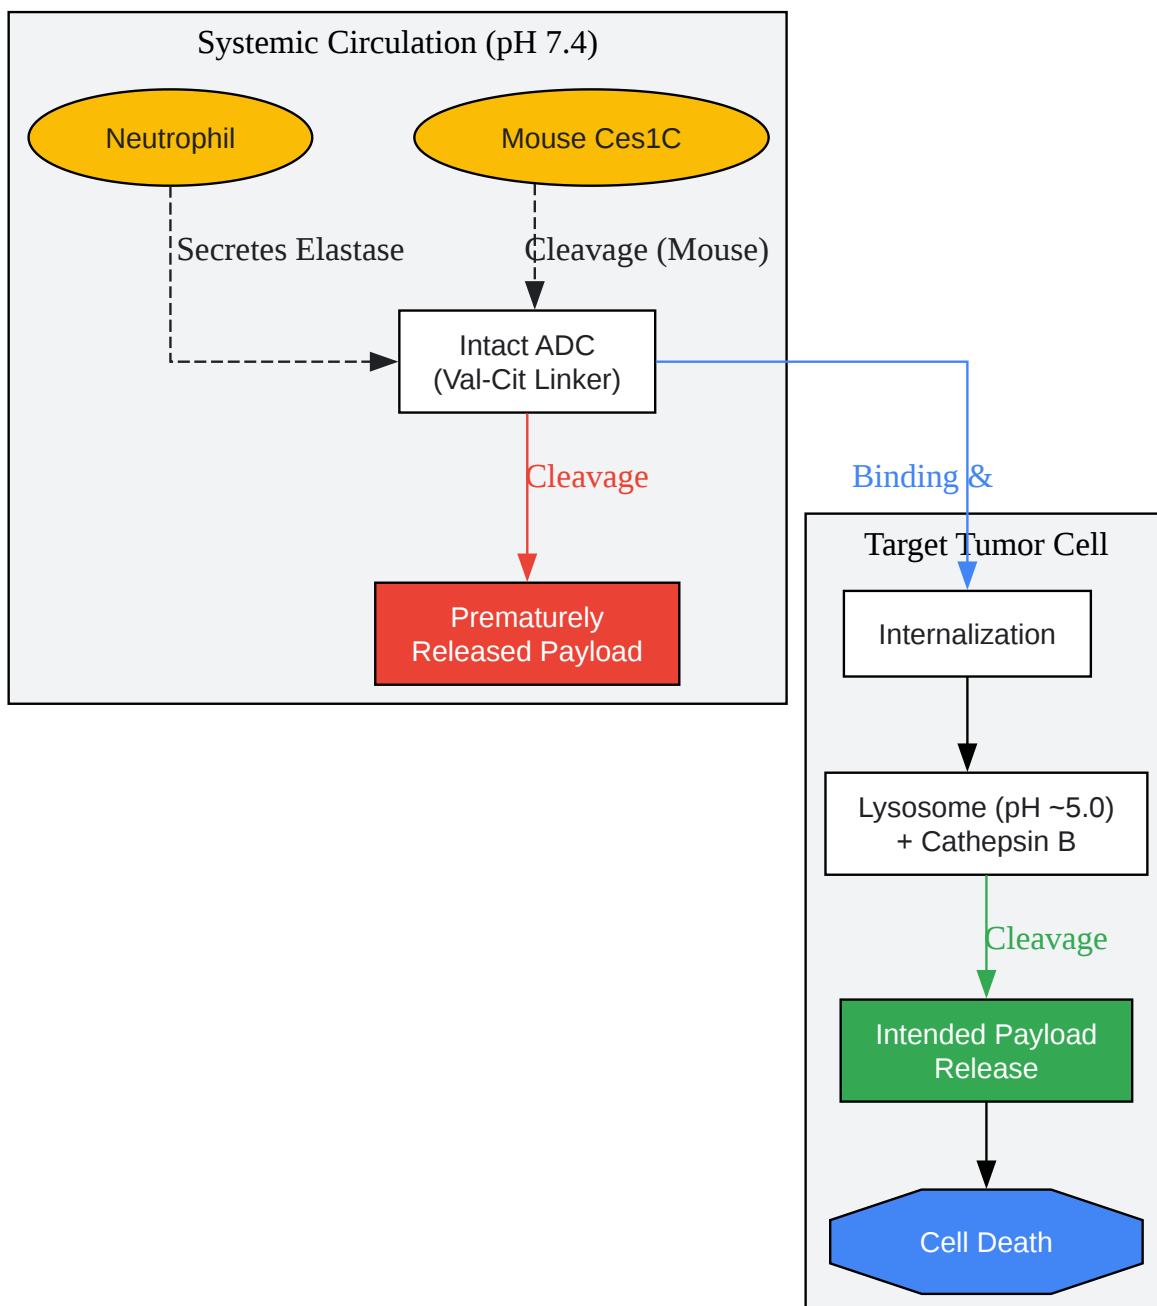 Systemic Circulation (pH 7.4)
Neutrophil
Mouse Ces1C
Secretes Elastase
Cleavage (Mouse)
Intact ADC
(Val-Cit Linker)
Cleavage
Binding &
Prematurely
Released Payload
Target Tumor Cell
Internalization
Lysosome (pH ~5.0)
+ Cathepsin B
Cleavage
Intended Payload
Release
Cell Death